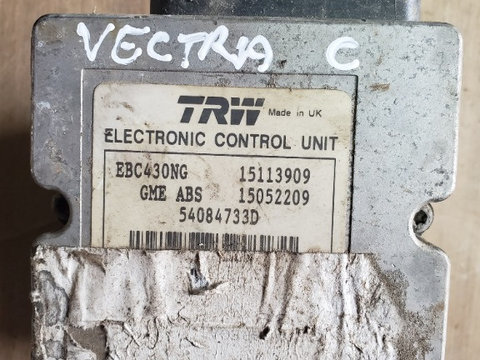 VECTRA C
TRW Made in UK
ELECTRONIC CONTROL UNIT
EBC430NG 15113909
GME ABS 15052209
54084733D